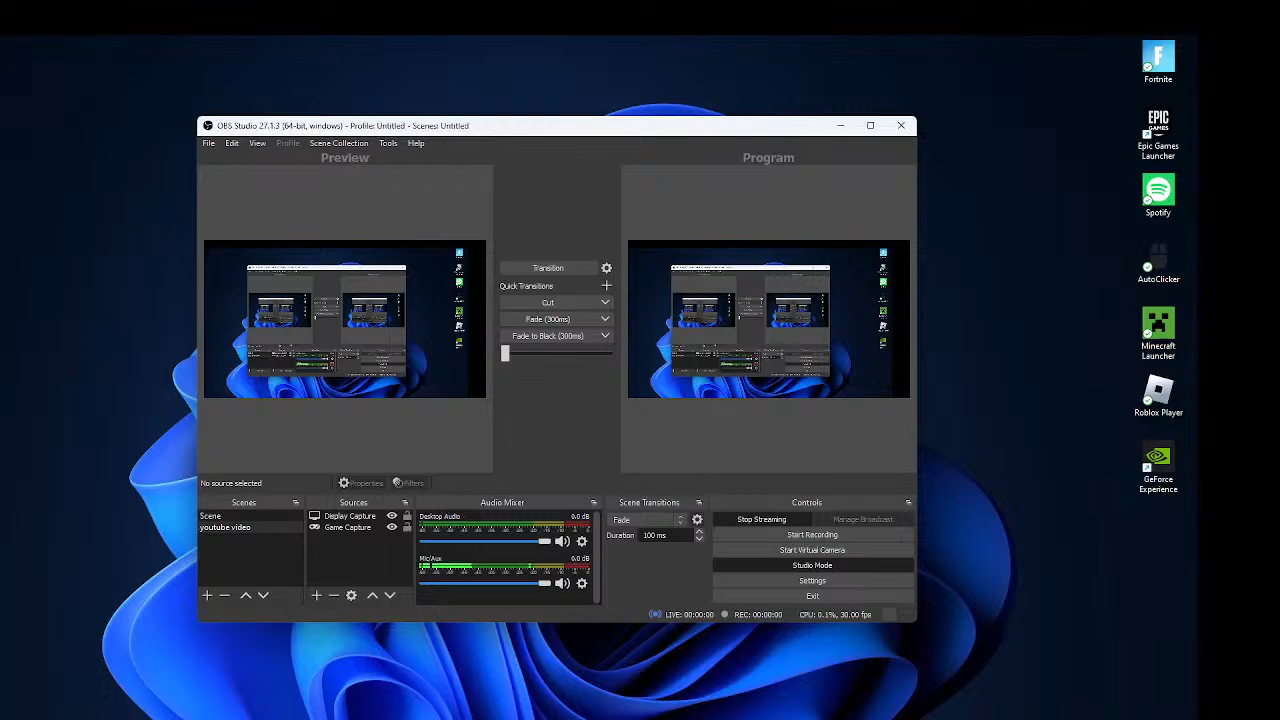 OBS Studio 27.1.3 (64-bit, windows) - Profile: Untitled - Scenes: Untitled
File Edit View Profile Scene Collection Tools Help
Preview
Program
Transition
Quick Transitions
Cut
Fade (300ms)
Fade to Black (300ms)
No source selected
Properties
Filters
Scenes
Scene
youtube video
Sources
Display Capture
Game Capture
Audio Mixer
Desktop Audio 0.0 dB
Mic/Aux 0.0 dB
Scene Transitions
Fade
Duration 100 ms
Controls
Stop Streaming Manage Broadcast
Start Recording
Start Virtual Camera
Studio Mode
Settings
Exit
LIVE: 00:00:00 REC: 00:00:00 CPU: 0.1%, 30.00 fps
Fortnite
EPIC
GAMES
Epic Games
Launcher
Spotify
AutoClicker
Minecraft
Launcher
Roblox Player
GeForce
Experience